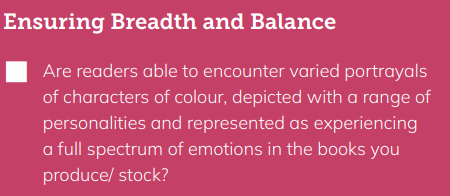 Ensuring Breadth and Balance
Are readers able to encounter varied portrayals
of characters of colour, depicted with a range of
personalities and represented as experiencing
a full spectrum of emotions in the books you
produce/ stock?